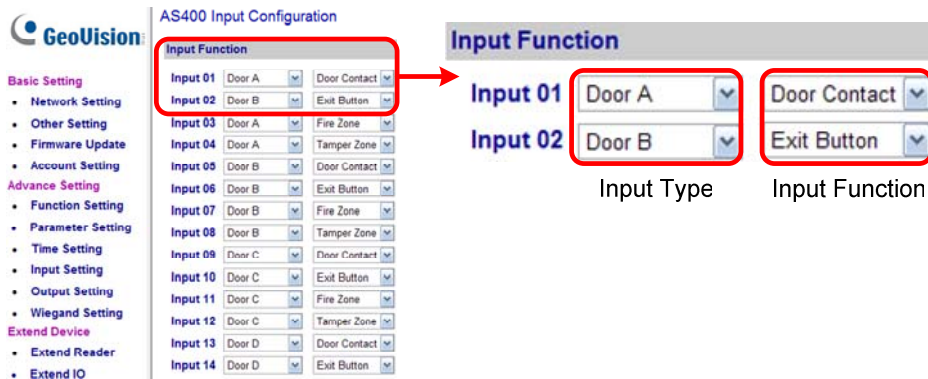 GeoVision
Basic Setting
Network Setting
Other Setting
Firmware Update
Account Setting
Advance Setting
Function Setting
Parameter Setting
Time Setting
Input Setting
Output Setting
Wiegand Setting
Extend Device
Extend Reader
Extend IO
AS400 Input Configuration
Input Function
Input 01 Door A Door Contact
Input 02 Door B Exit Button
Input 03 Door A Fire Zone
Input 04 Door A Tamper Zone
Input 05 Door B Door Contact
Input 06 Door B Exit Button
Input 07 Door B Fire Zone
Input 08 Door B Tamper Zone
Input 09 Door C Door Contact
Input 10 Door C Exit Button
Input 11 Door C Fire Zone
Input 12 Door C Tamper Zone
Input 13 Door D Door Contact
Input 14 Door D Exit Button
Input Function
Input 01 Door A Door Contact
Input 02 Door B Exit Button
Input Type Input Function